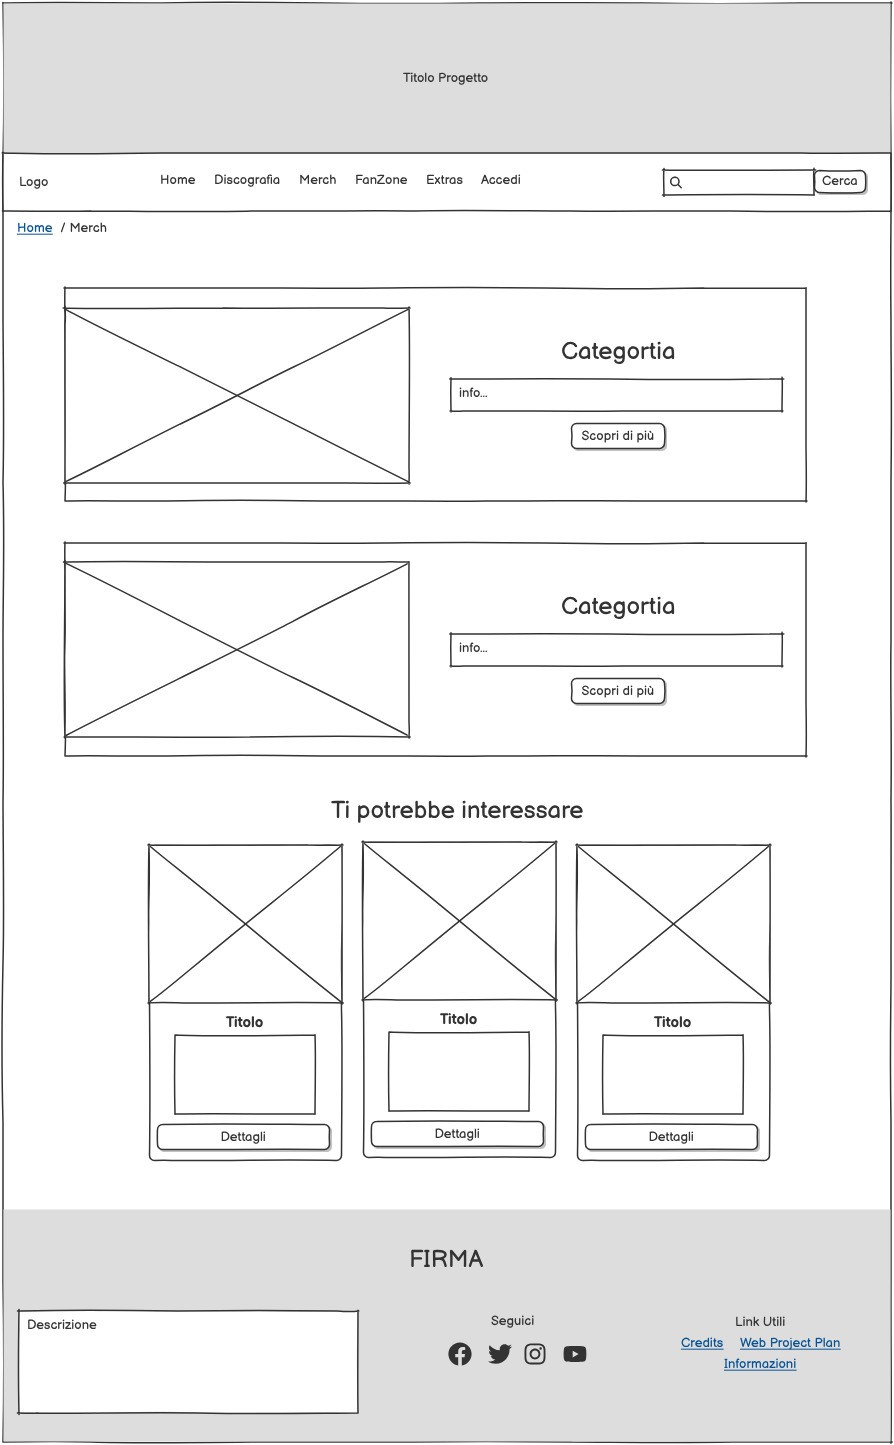 Titolo Progetto
Logo Home Discografia Merch FanZone Extras Accedi Cerca
Home / Merch
Categortia
info...
Scopri di più
Categortia
info...
Scopri di più
Ti potrebbe interessare
Titolo Titolo Titolo
Dettagli Dettagli Dettagli
FIRMA
Descrizione
Seguici
Link Utili
Credits Web Project Plan
Informazioni